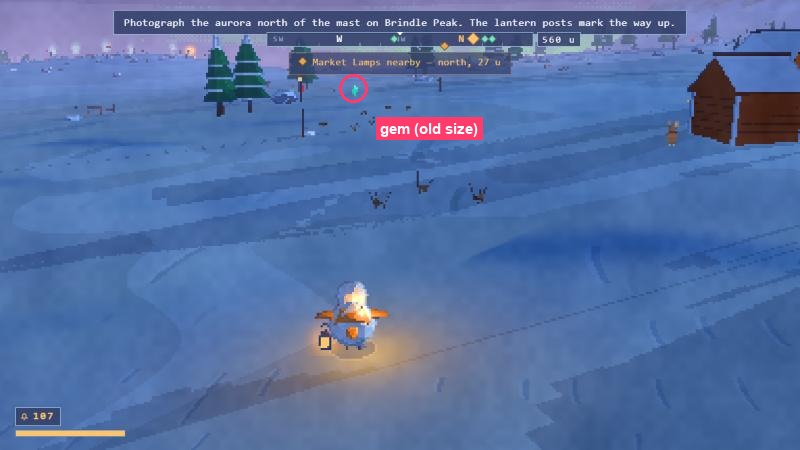 Photograph the aurora north of the mast on Brindle Peak. The lantern posts mark the way up.
SW W NW N
560 u
Market Lamps nearby — north, 27 u
gem (old size)
107